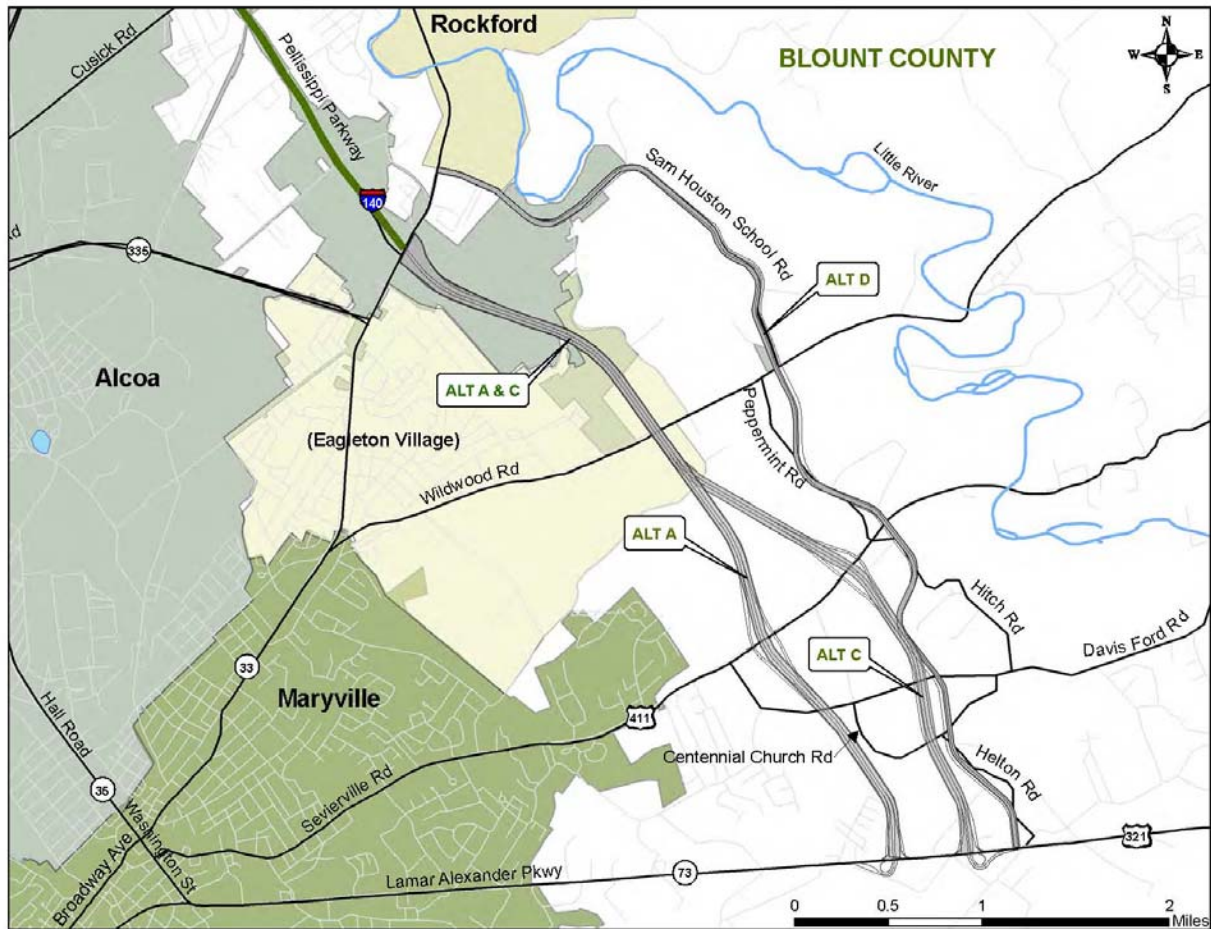 Rockford
BLOUNT COUNTY
N
W
E
S
Cusick Rd
Pellissippi Parkway
Sam Houston School Rd
Little River
140
Rd
335
ALT D
Alcoa
ALT A & C
(Eagleton Village)
Peppermint Rd
Wildwood Rd
ALT A
Hitch Rd
Davis Ford Rd
ALT C
33
Maryville
Hall Road
411
Centennial Church Rd
Helton Rd
Sevierville Rd
35
Washington St
Broadway Ave
321
73
Lamar Alexander Pkwy
0
0.5
1
2
Miles